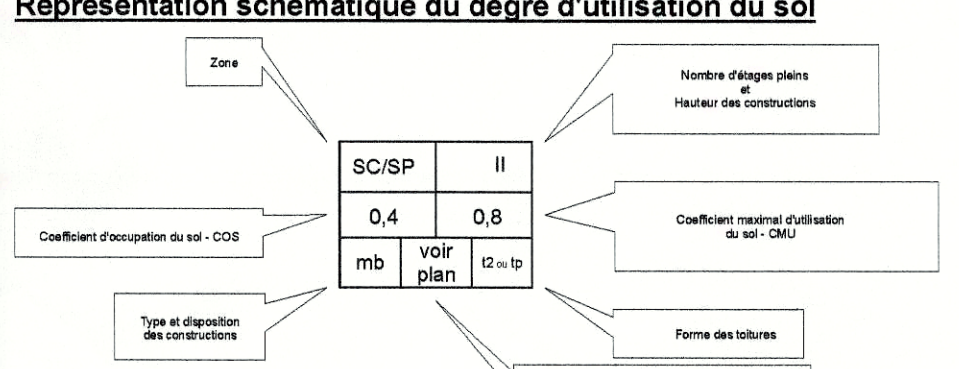 Représentation schématique du degré d'utilisation du sol
Zone
Nombre d'étages pleins
et
Hauteur des constructions
SC/SP
II
0,4
0,8
Coefficient d'occupation du sol - COS
Coefficient maximal d'utilisation
du sol - CMU
mb
voir
plan
t2 ou tp
Type et disposition
des constructions
Forme des toitures